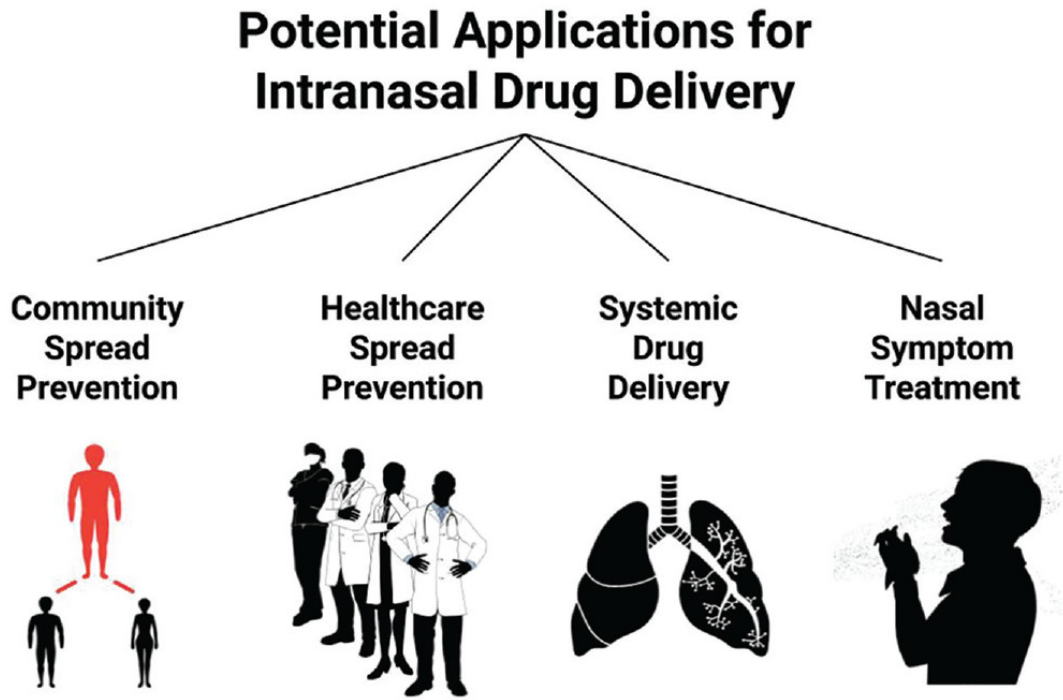 Potential Applications for
Intranasal Drug Delivery
Community
Spread
Prevention
Healthcare
Spread
Prevention
Systemic
Drug
Delivery
Nasal
Symptom
Treatment